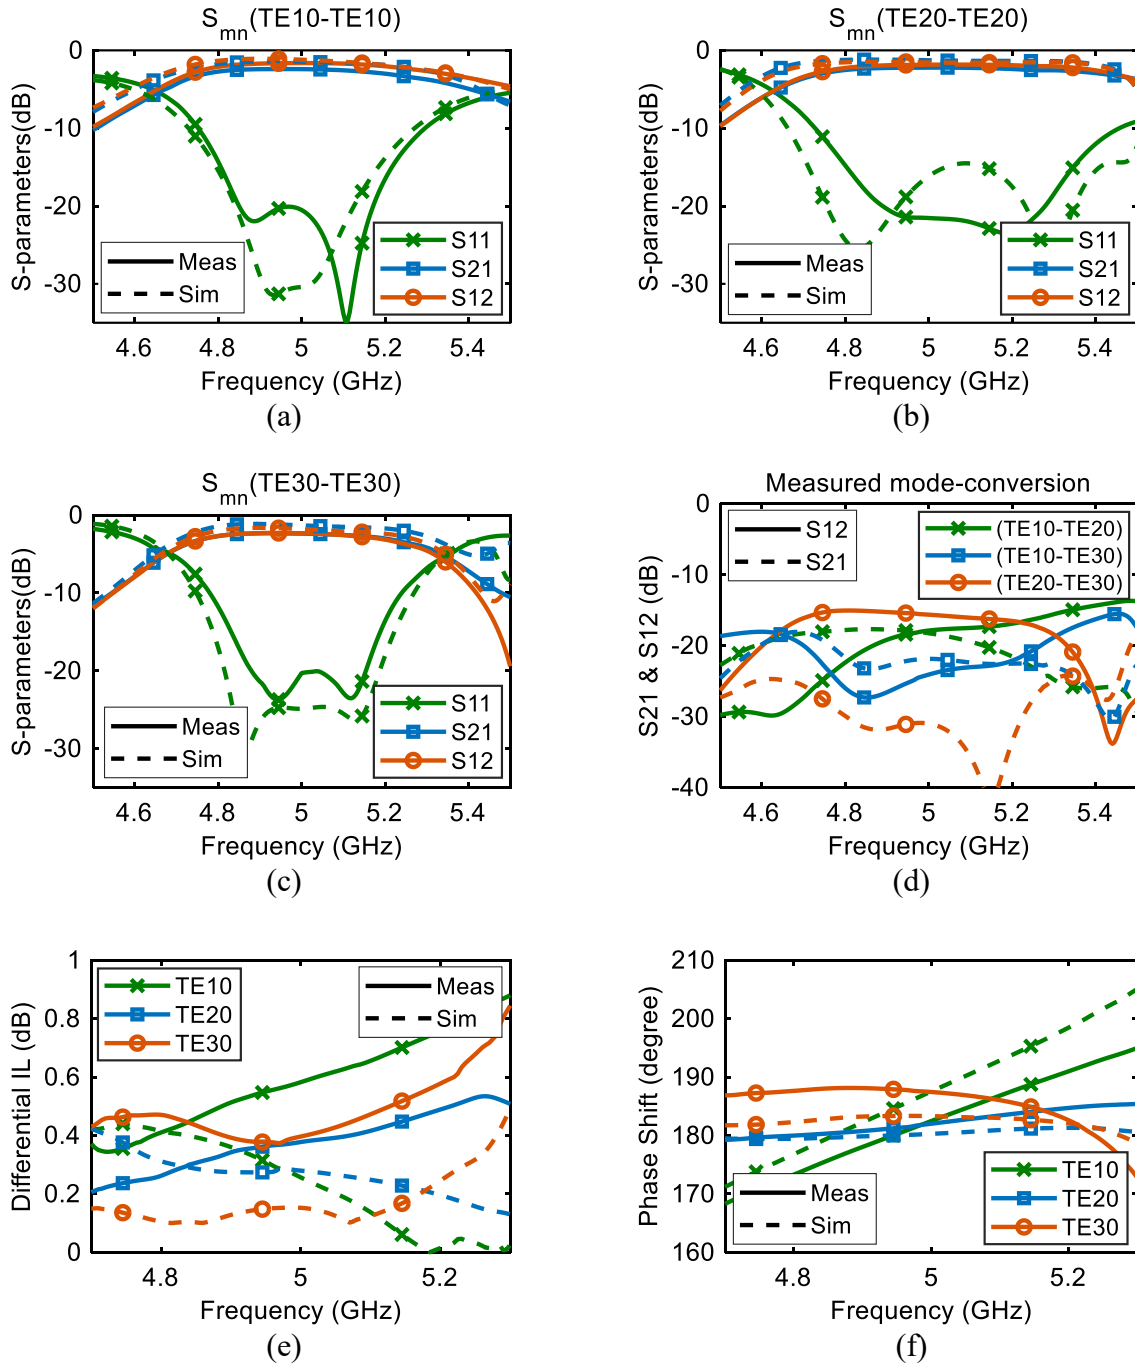 S_mn(TE10-TE10)
S-parameters(dB)
0
-10
-20
-30
Meas
Sim
S11
S21
S12
4.6 4.8 5 5.2 5.4
Frequency (GHz)
(a)
S_mn(TE20-TE20)
S-parameters(dB)
0
-10
-20
-30
Meas
Sim
S11
S21
S12
4.6 4.8 5 5.2 5.4
Frequency (GHz)
(b)
S_mn(TE30-TE30)
S-parameters(dB)
0
-10
-20
-30
Meas
Sim
S11
S21
S12
4.6 4.8 5 5.2 5.4
Frequency (GHz)
(c)
Measured mode-conversion
S21 & S12 (dB)
0
-10
-20
-30
-40
S12
S21
(TE10-TE20)
(TE10-TE30)
(TE20-TE30)
4.6 4.8 5 5.2 5.4
Frequency (GHz)
(d)
Differential IL (dB)
1
0.8
0.6
0.4
0.2
0
TE10
TE20
TE30
Meas
Sim
4.8 5 5.2
Frequency (GHz)
(e)
Phase Shift (degree)
210
200
190
180
170
160
Meas
Sim
TE10
TE20
TE30
4.8 5 5.2
Frequency (GHz)
(f)